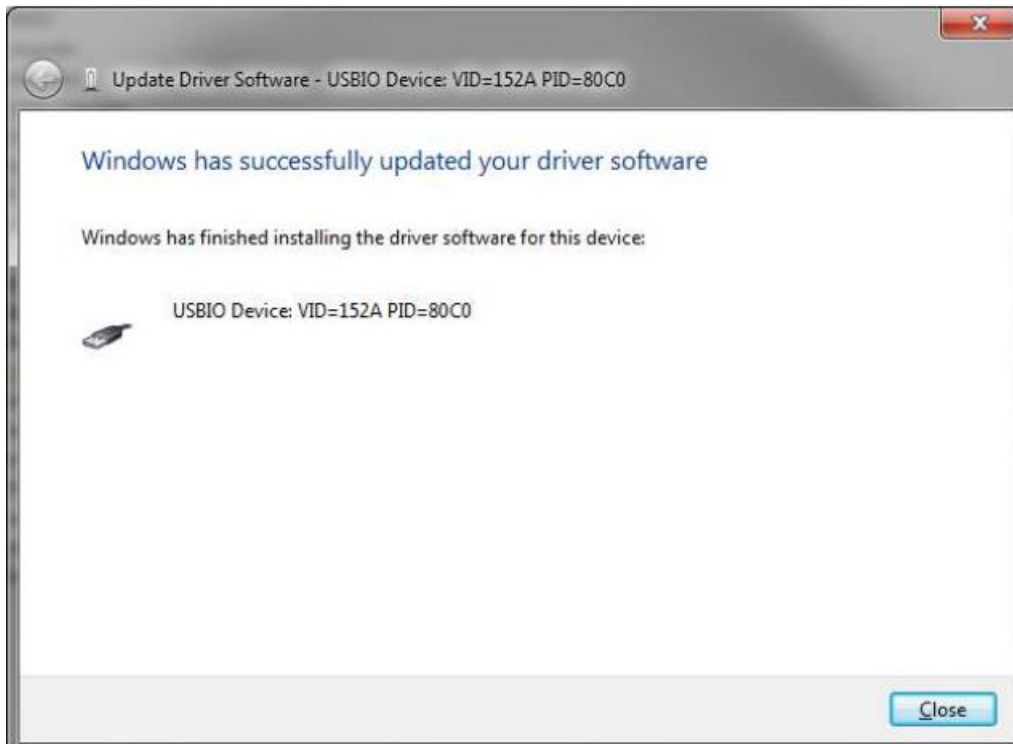 Update Driver Software - USBIO Device: VID=152A PID=80C0
Windows has successfully updated your driver software
Windows has finished installing the driver software for this device:
USBIO Device: VID=152A PID=80C0
Close